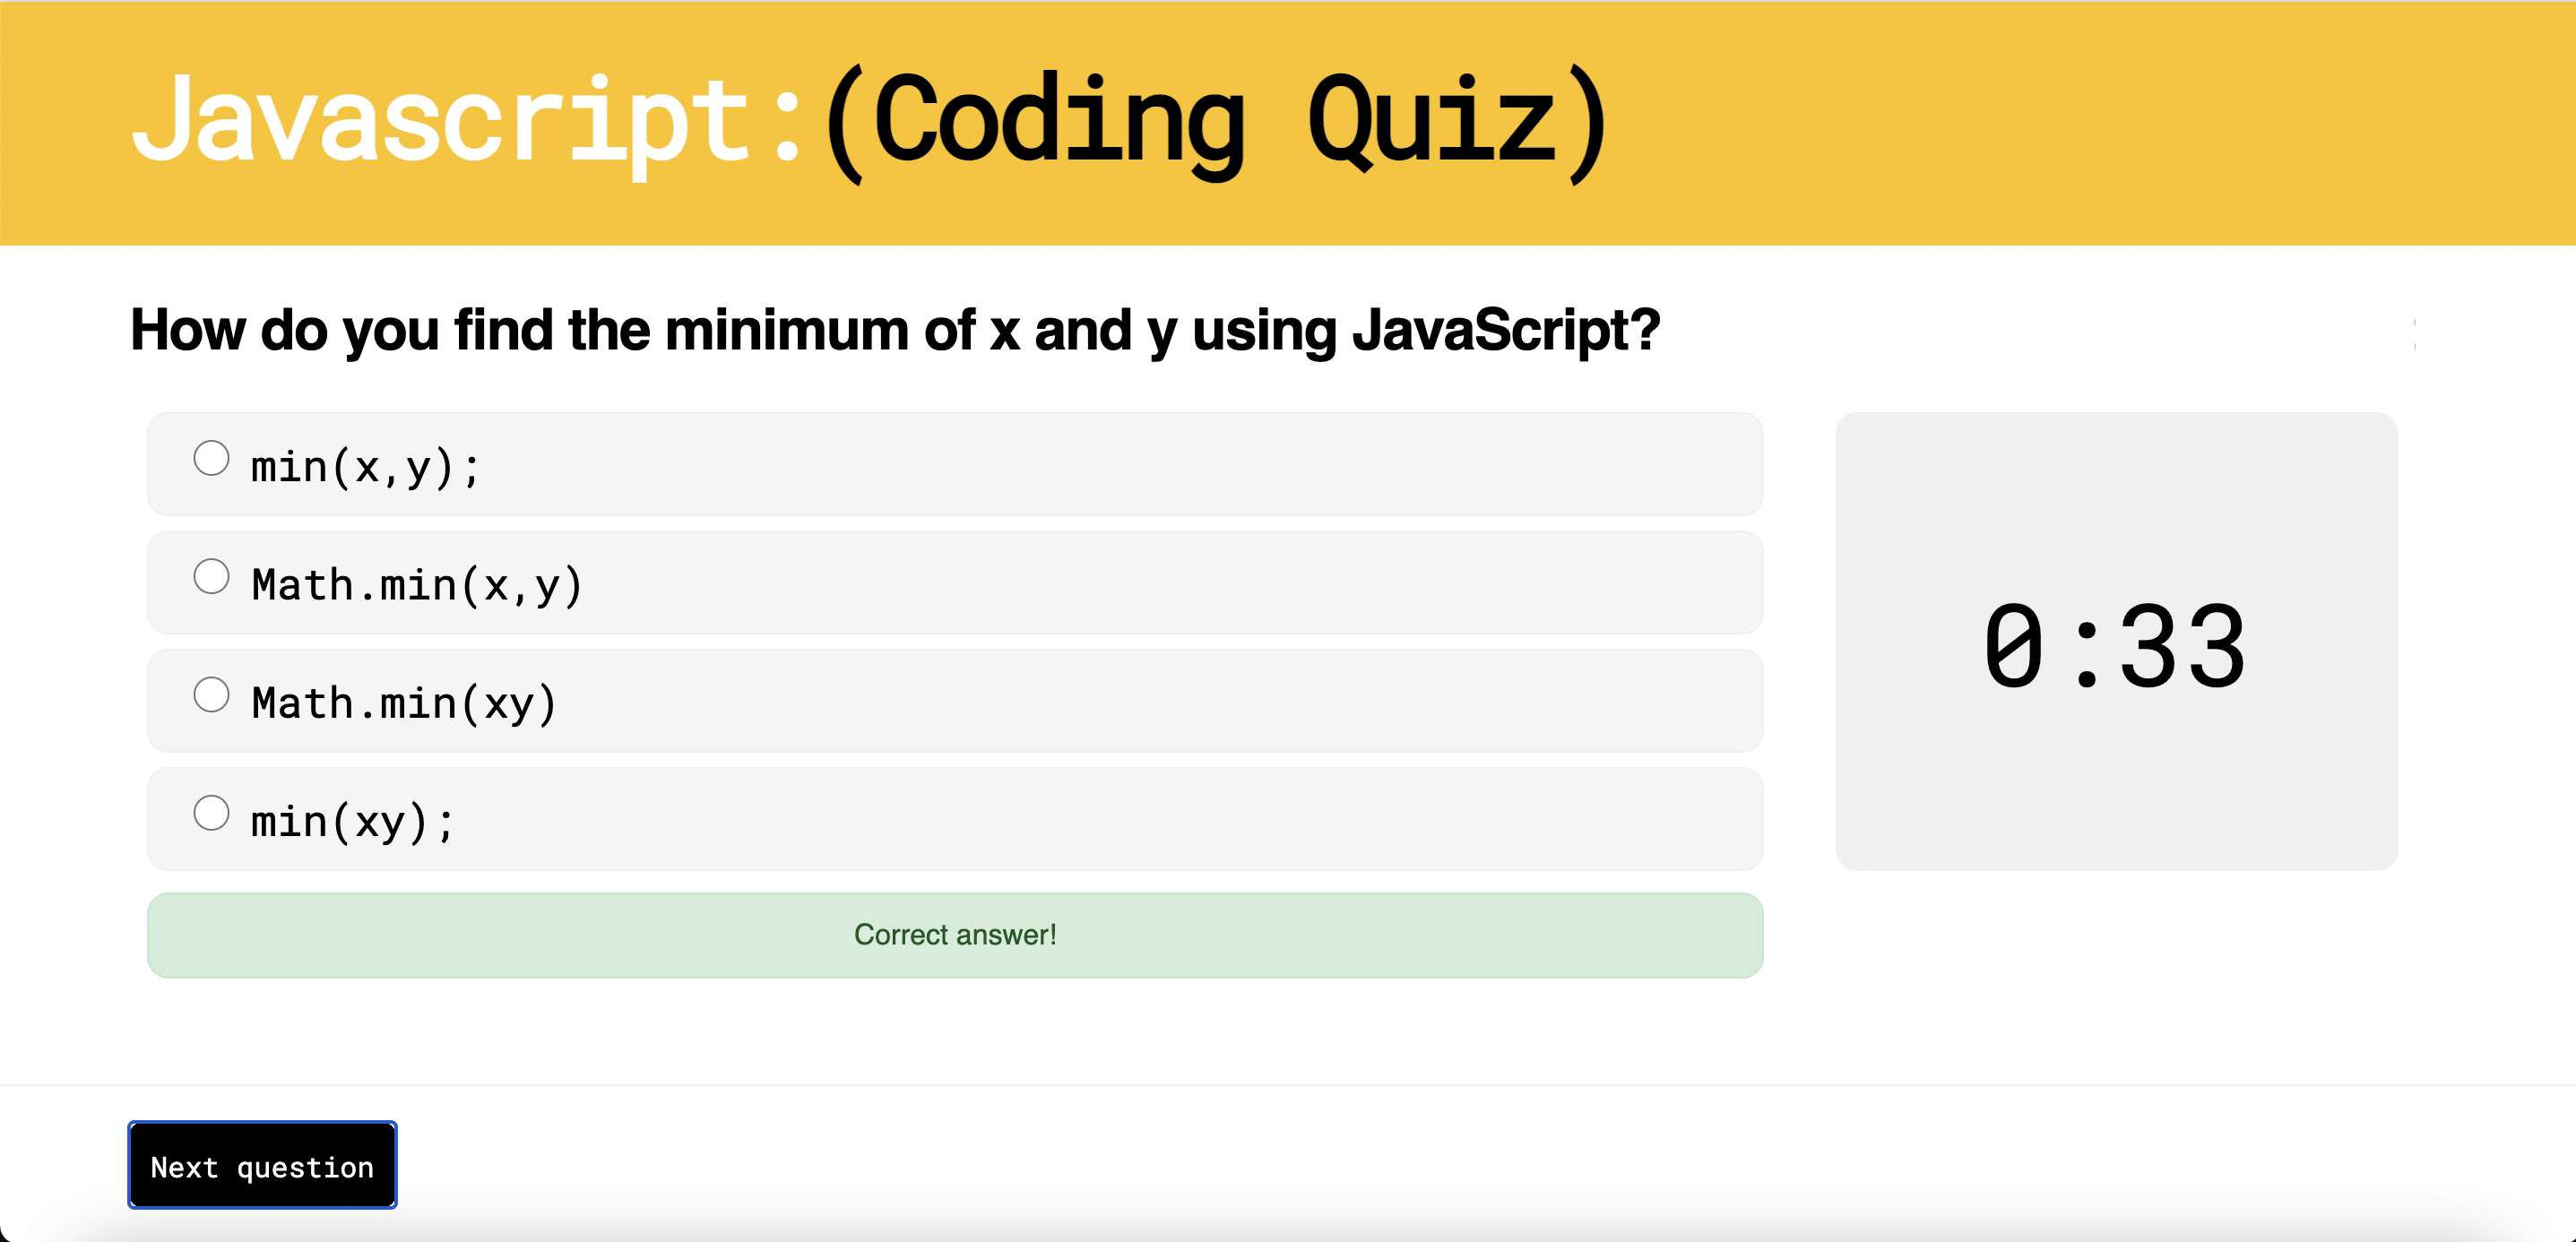 Javascript:(Coding Quiz)
How do you find the minimum of x and y using JavaScript?
min(x,y);
Math.min(x,y)
Math.min(xy)
min(xy);
0:33
Correct answer!
Next question